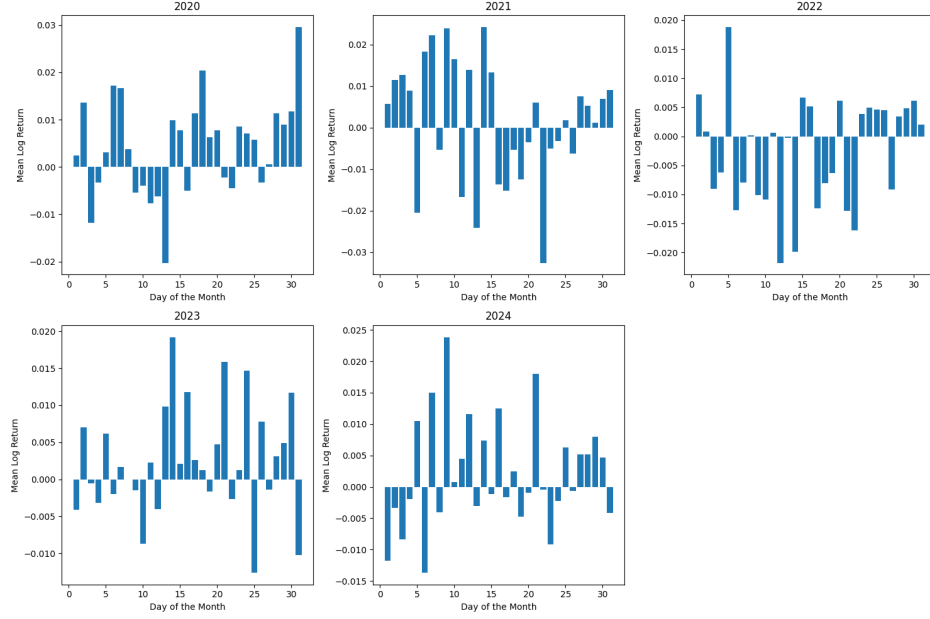 2020
Mean Log Return
0.03
0.02
0.01
0.00
−0.01
−0.02
0 5 10 15 20 25 30
Day of the Month
2021
Mean Log Return
0.02
0.01
0.00
−0.01
−0.02
−0.03
0 5 10 15 20 25 30
Day of the Month
2022
Mean Log Return
0.020
0.015
0.010
0.005
0.000
−0.005
−0.010
−0.015
−0.020
0 5 10 15 20 25 30
Day of the Month
2023
Mean Log Return
0.020
0.015
0.010
0.005
0.000
−0.005
−0.010
0 5 10 15 20 25 30
Day of the Month
2024
Mean Log Return
0.025
0.020
0.015
0.010
0.005
0.000
−0.005
−0.010
−0.015
0 5 10 15 20 25 30
Day of the Month